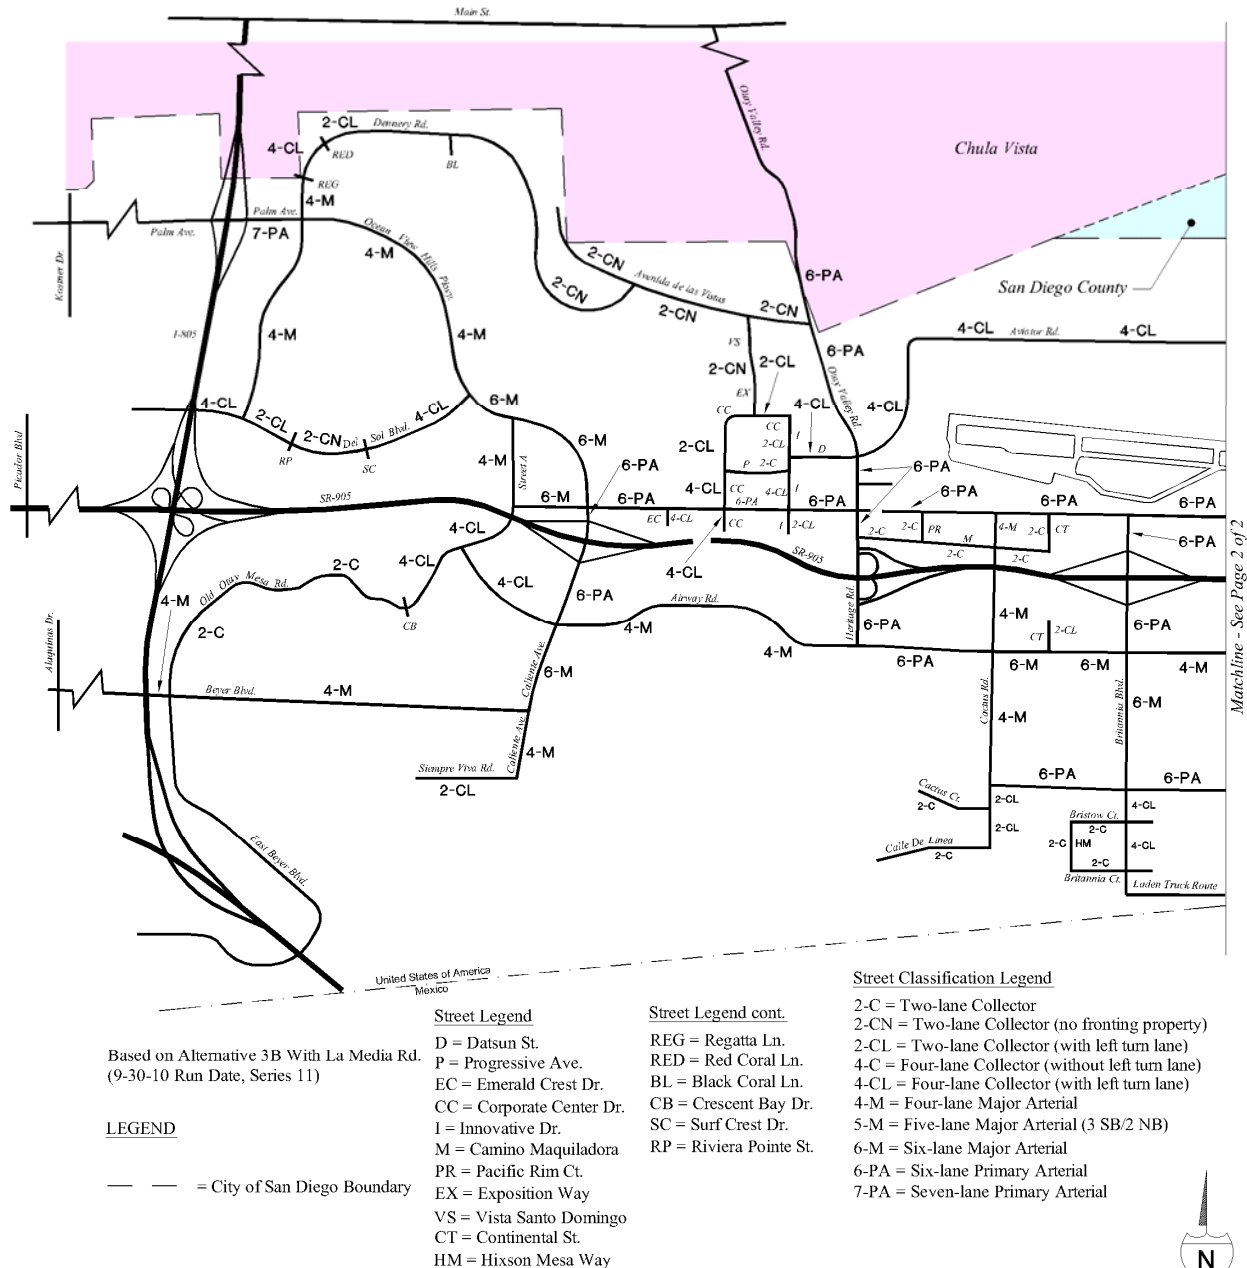 Main St.
Otay Valley Rd.
Chula Vista
2-CL
Dennery Rd.
4-CL
RED
BL
REG
4-M
Palm Ave.
Palm Ave.
7-PA
Ocean View Hills Pkwy.
4-M
Kostner Dr.
2-CN
Avenida de las Vistas
6-PA
2-CN
2-CN
2-CN
San Diego County
I-805
4-M
4-M
VS
2-CL
6-PA
4-CL
Aviator Rd.
4-CL
2-CN
EX
Otay Valley Rd
4-CL
2-CL
4-CL
6-M
CC
4-CL
4-CL
2-CN
Del Sol Blvd.
RP
SC
6-M
CC
2-CL
2-CL
I
D
P
2-C
Picador Blvd
4-M
Street A
6-PA
6-PA
SR-905
6-M
6-PA
4-CL
CC
4-CL
I
6-PA
6-PA
6-PA
6-PA
6-PA
EC
4-CL
CC
I
2-CL
2-C
2-C
PR
4-M
2-C
CT
M
2-C
2-C
6-PA
4-CL
4-CL
SR-905
4-M
Old Otay Mesa Rd.
2-C
4-CL
4-CL
CB
2-C
6-PA
Airway Rd.
4-M
4-M
Heritage Rd.
6-PA
4-M
CT
2-CL
6-PA
6-PA
6-M
6-M
4-M
Alaquinas Dr.
Beyer Blvd.
4-M
Caliente Ave.
6-M
Caliente Ave.
4-M
Cactus Rd.
4-M
Britannia Blvd.
6-M
Matchline - See Page 2 of 2
Siempre Viva Rd.
2-CL
6-PA
6-PA
Cactus Ct.
2-C
2-CL
2-CL
4-CL
Bristow Ct.
2-C
2-C
HM
4-CL
Calle De Linea
2-C
2-C
Britannia Ct.
Laden Truck Route
East Beyer Blvd.
United States of America
Mexico
Based on Alternative 3B With La Media Rd.
(9-30-10 Run Date, Series 11)
LEGEND
= City of San Diego Boundary
Street Legend
D = Datsun St.
P = Progressive Ave.
EC = Emerald Crest Dr.
CC = Corporate Center Dr.
I = Innovative Dr.
M = Camino Maquiladora
PR = Pacific Rim Ct.
EX = Exposition Way
VS = Vista Santo Domingo
CT = Continental St.
HM = Hixson Mesa Way
Street Legend cont.
REG = Regatta Ln.
RED = Red Coral Ln.
BL = Black Coral Ln.
CB = Crescent Bay Dr.
SC = Surf Crest Dr.
RP = Riviera Pointe St.
Street Classification Legend
2-C = Two-lane Collector
2-CN = Two-lane Collector (no fronting property)
2-CL = Two-lane Collector (with left turn lane)
4-C = Four-lane Collector (without left turn lane)
4-CL = Four-lane Collector (with left turn lane)
4-M = Four-lane Major Arterial
5-M = Five-lane Major Arterial (3 SB/2 NB)
6-M = Six-lane Major Arterial
6-PA = Six-lane Primary Arterial
7-PA = Seven-lane Primary Arterial
N